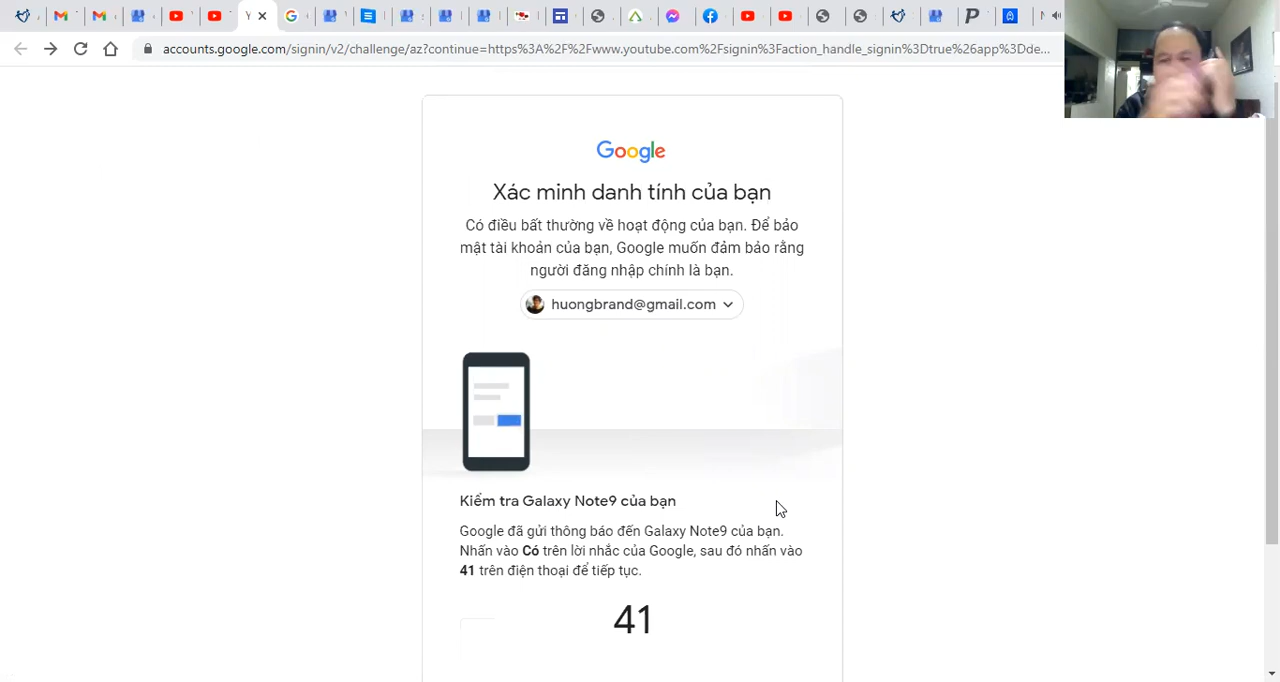 accounts.google.com/signin/v2/challenge/az?continue=https%3A%2F%2Fwww.youtube.com%2Fsignin%3Faction_handle_signin%3Dtrue%26app%3Dde...
Google
Xác minh danh tính của bạn
Có điều bất thường về hoạt động của bạn. Để bảo
mật tài khoản của bạn, Google muốn đảm bảo rằng
người đăng nhập chính là bạn.
huongbrand@gmail.com
Kiểm tra Galaxy Note9 của bạn
Google đã gửi thông báo đến Galaxy Note9 của bạn.
Nhấn vào Có trên lời nhắc của Google, sau đó nhấn vào
41 trên điện thoại để tiếp tục.
41